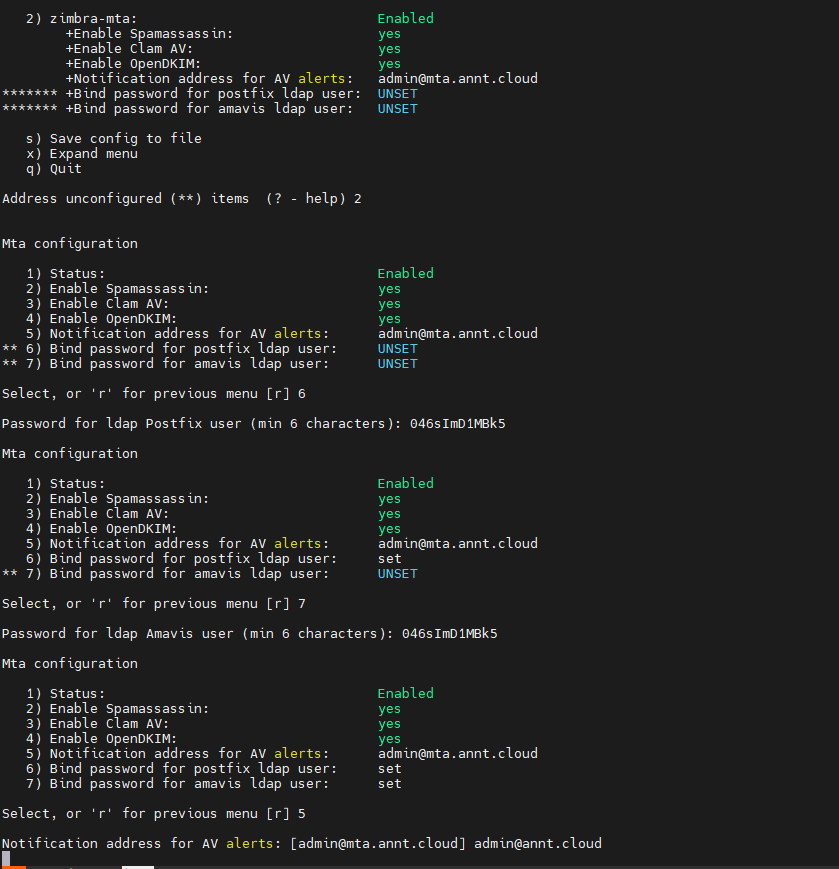 2) zimbra-mta: Enabled
+Enable Spamassassin: yes
+Enable Clam AV: yes
+Enable OpenDKIM: yes
+Notification address for AV alerts: admin@mta.annt.cloud
******* +Bind password for postfix ldap user: UNSET
******* +Bind password for amavis ldap user: UNSET
s) Save config to file
x) Expand menu
q) Quit
Address unconfigured (**) items (? - help) 2
Mta configuration
1) Status: Enabled
2) Enable Spamassassin: yes
3) Enable Clam AV: yes
4) Enable OpenDKIM: yes
5) Notification address for AV alerts: admin@mta.annt.cloud
** 6) Bind password for postfix ldap user: UNSET
** 7) Bind password for amavis ldap user: UNSET
Select, or 'r' for previous menu [r] 6
Password for ldap Postfix user (min 6 characters): 046sImD1MBk5
Mta configuration
1) Status: Enabled
2) Enable Spamassassin: yes
3) Enable Clam AV: yes
4) Enable OpenDKIM: yes
5) Notification address for AV alerts: admin@mta.annt.cloud
6) Bind password for postfix ldap user: set
** 7) Bind password for amavis ldap user: UNSET
Select, or 'r' for previous menu [r] 7
Password for ldap Amavis user (min 6 characters): 046sImD1MBk5
Mta configuration
1) Status: Enabled
2) Enable Spamassassin: yes
3) Enable Clam AV: yes
4) Enable OpenDKIM: yes
5) Notification address for AV alerts: admin@mta.annt.cloud
6) Bind password for postfix ldap user: set
7) Bind password for amavis ldap user: set
Select, or 'r' for previous menu [r] 5
Notification address for AV alerts: [admin@mta.annt.cloud] admin@annt.cloud